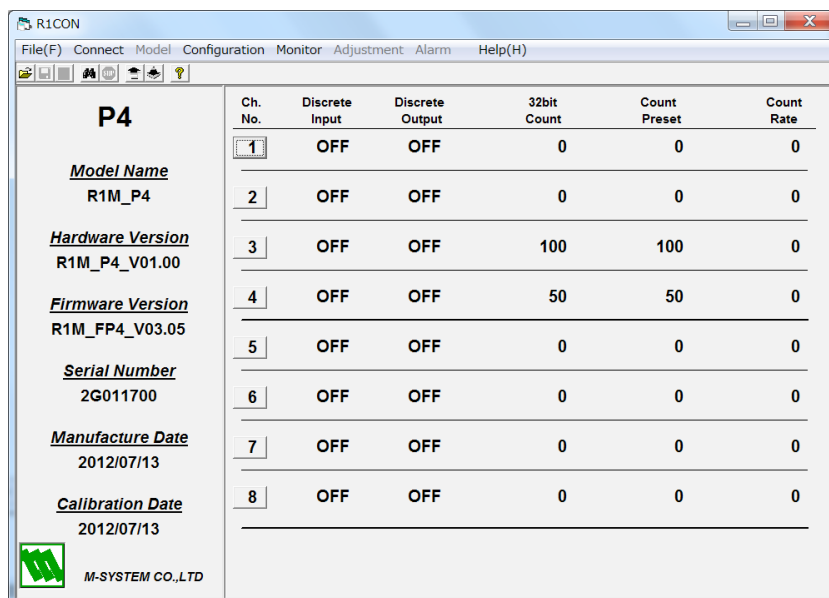 R1CON
File(F) Connect Model Configuration Monitor Adjustment Alarm Help(H)
P4
Model Name
R1M_P4
Hardware Version
R1M_P4_V01.00
Firmware Version
R1M_FP4_V03.05
Serial Number
2G011700
Manufacture Date
2012/07/13
Calibration Date
2012/07/13
M-SYSTEM CO.,LTD
Ch. Discrete Discrete 32bit Count Count
No. Input Output Count Preset Rate
1 OFF OFF 0 0 0
2 OFF OFF 0 0 0
3 OFF OFF 100 100 0
4 OFF OFF 50 50 0
5 OFF OFF 0 0 0
6 OFF OFF 0 0 0
7 OFF OFF 0 0 0
8 OFF OFF 0 0 0